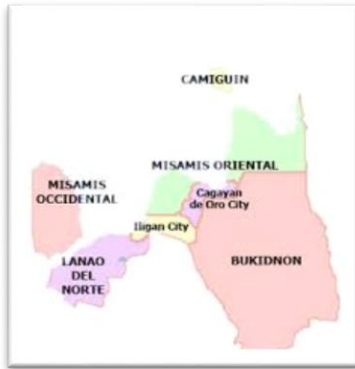 CAMIGUIN
MISAMIS ORIENTAL
MISAMIS
OCCIDENTAL
Cagayan
de Oro City
Iligan City
LANAO
DEL
NORTE
BUKIDNON